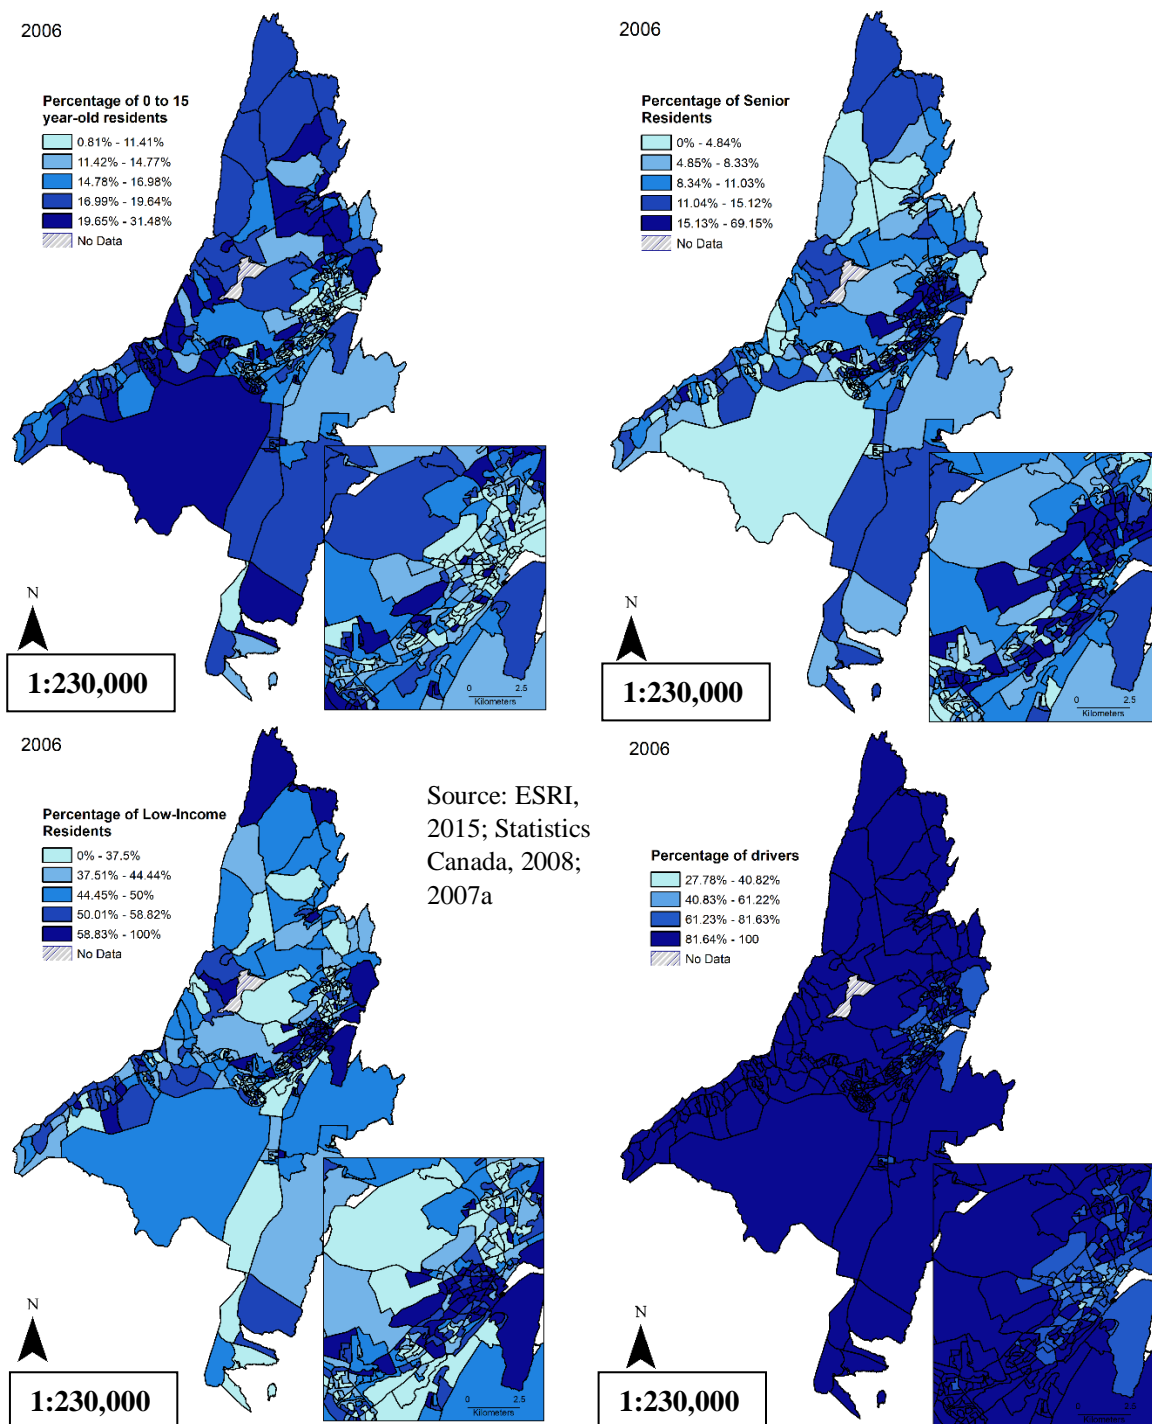 2006
Percentage of 0 to 15
year-old residents
0.81% - 11.41%
11.42% - 14.77%
14.78% - 16.98%
16.99% - 19.64%
19.65% - 31.48%
No Data
N
1:230,000
0 2.5
Kilometers
2006
Percentage of Senior
Residents
0% - 4.84%
4.85% - 8.33%
8.34% - 11.03%
11.04% - 15.12%
15.13% - 69.15%
No Data
N
1:230,000
0 2.5
Kilometers
2006
Percentage of Low-Income
Residents
0% - 37.5%
37.51% - 44.44%
44.45% - 50%
50.01% - 58.82%
58.83% - 100%
No Data
N
1:230,000
0 2.5
Kilometers
Source: ESRI,
2015; Statistics
Canada, 2008;
2007a
2006
Percentage of drivers
27.78% - 40.82%
40.83% - 61.22%
61.23% - 81.63%
81.64% - 100
No Data
N
1:230,000
0 2.5
Kilometers